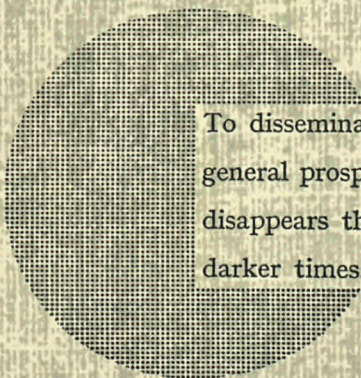 To dissemina
general prosp
disappears th
darker times